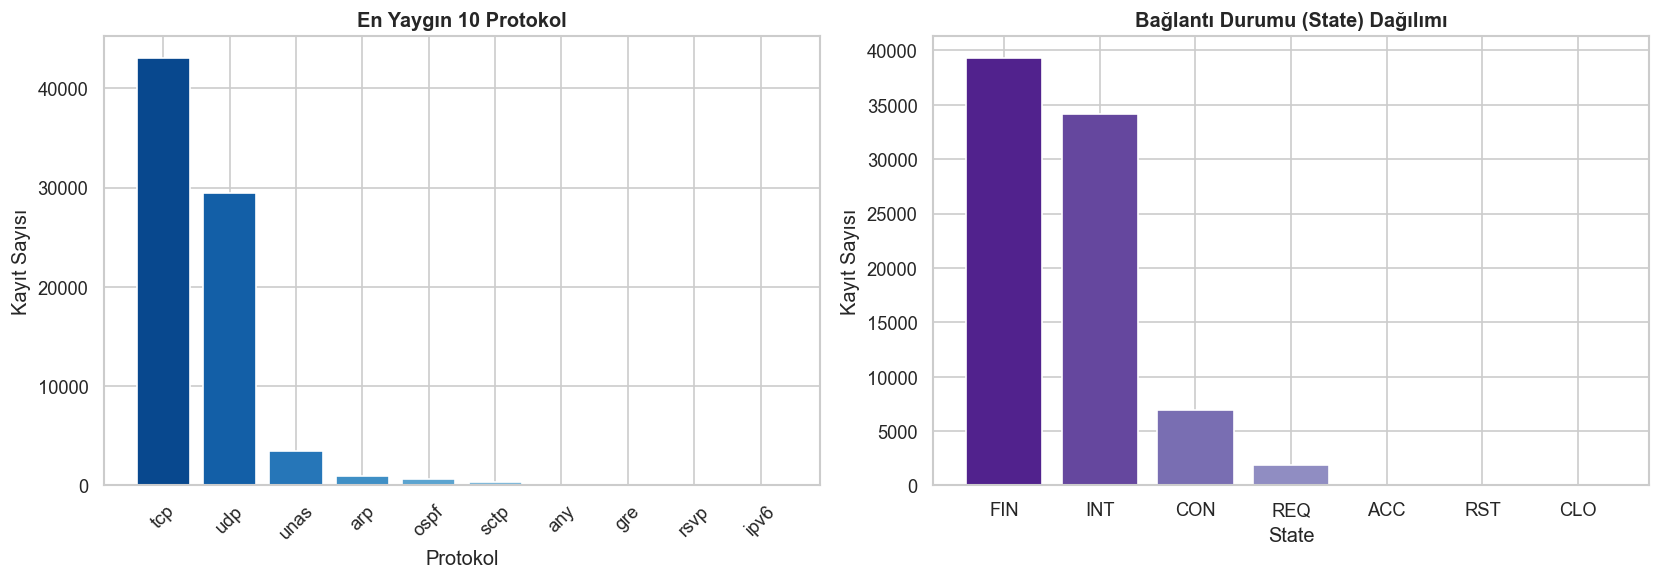 En Yaygın 10 Protokol
Kayıt Sayısı
40000
30000
20000
10000
0
tcp
udp
unas
arp
ospf
sctp
any
gre
rsvp
ipv6
Protokol
Bağlantı Durumu (State) Dağılımı
Kayıt Sayısı
40000
35000
30000
25000
20000
15000
10000
5000
0
FIN
INT
CON
REQ
ACC
RST
CLO
State